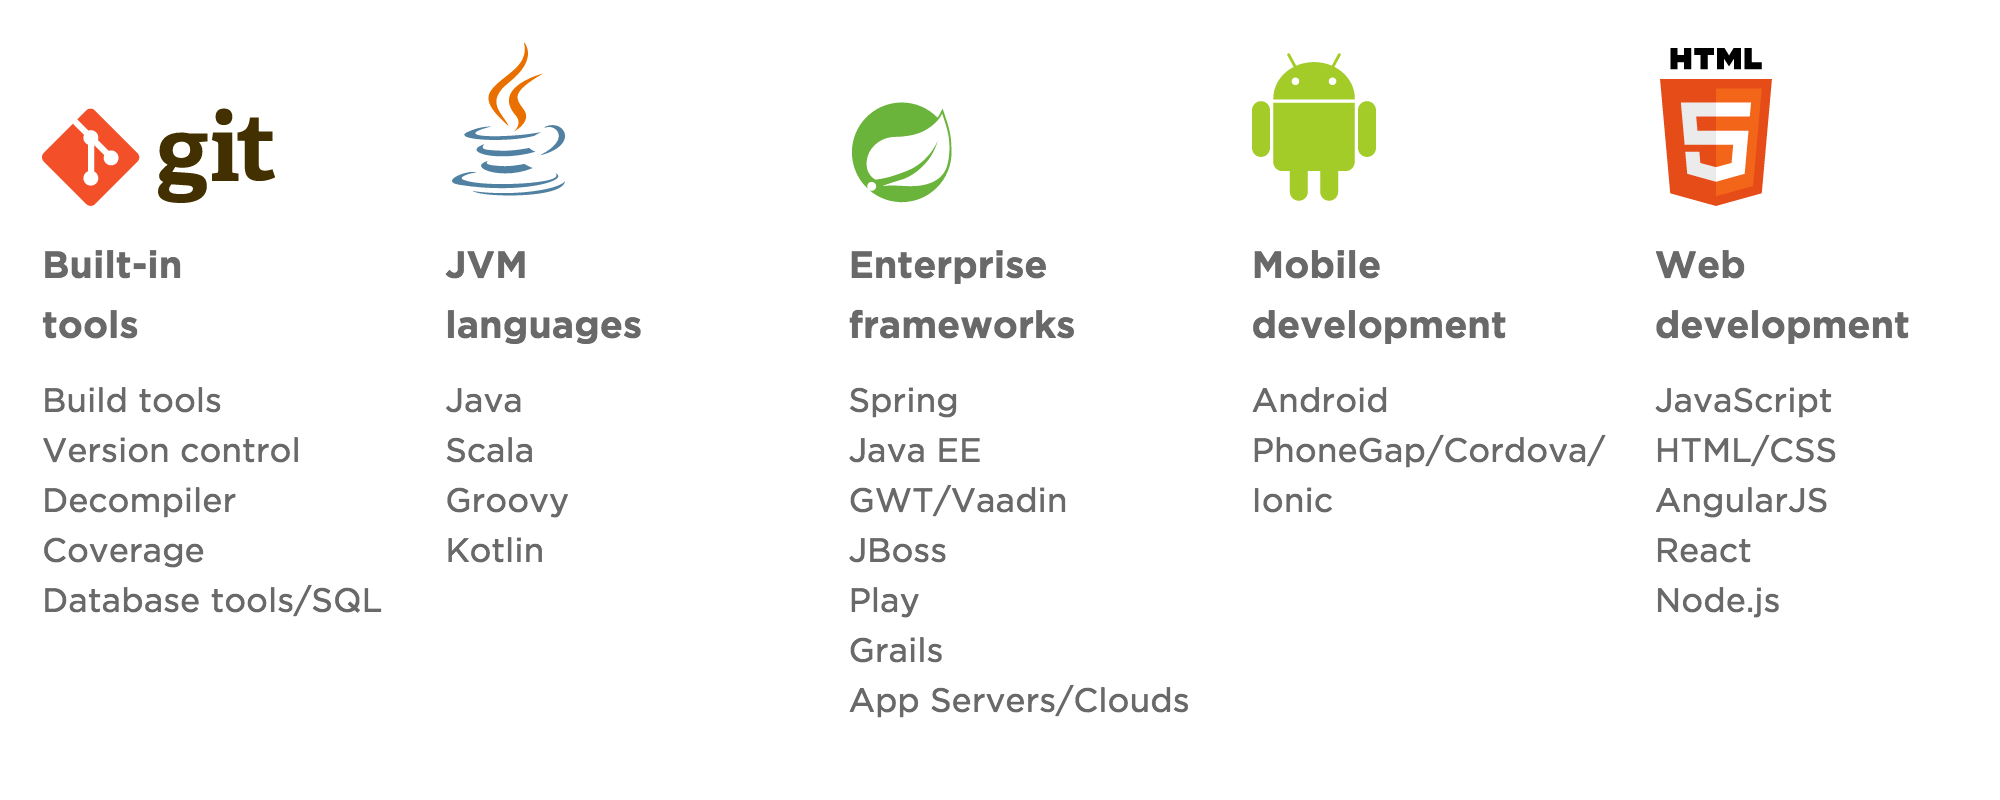 git
Built-in
tools
Build tools
Version control
Decompiler
Coverage
Database tools/SQL
JVM
languages
Java
Scala
Groovy
Kotlin
Enterprise
frameworks
Spring
Java EE
GWT/Vaadin
JBoss
Play
Grails
App Servers/Clouds
Mobile
development
Android
PhoneGap/Cordova/
Ionic
HTML
5
Web
development
JavaScript
HTML/CSS
AngularJS
React
Node.js